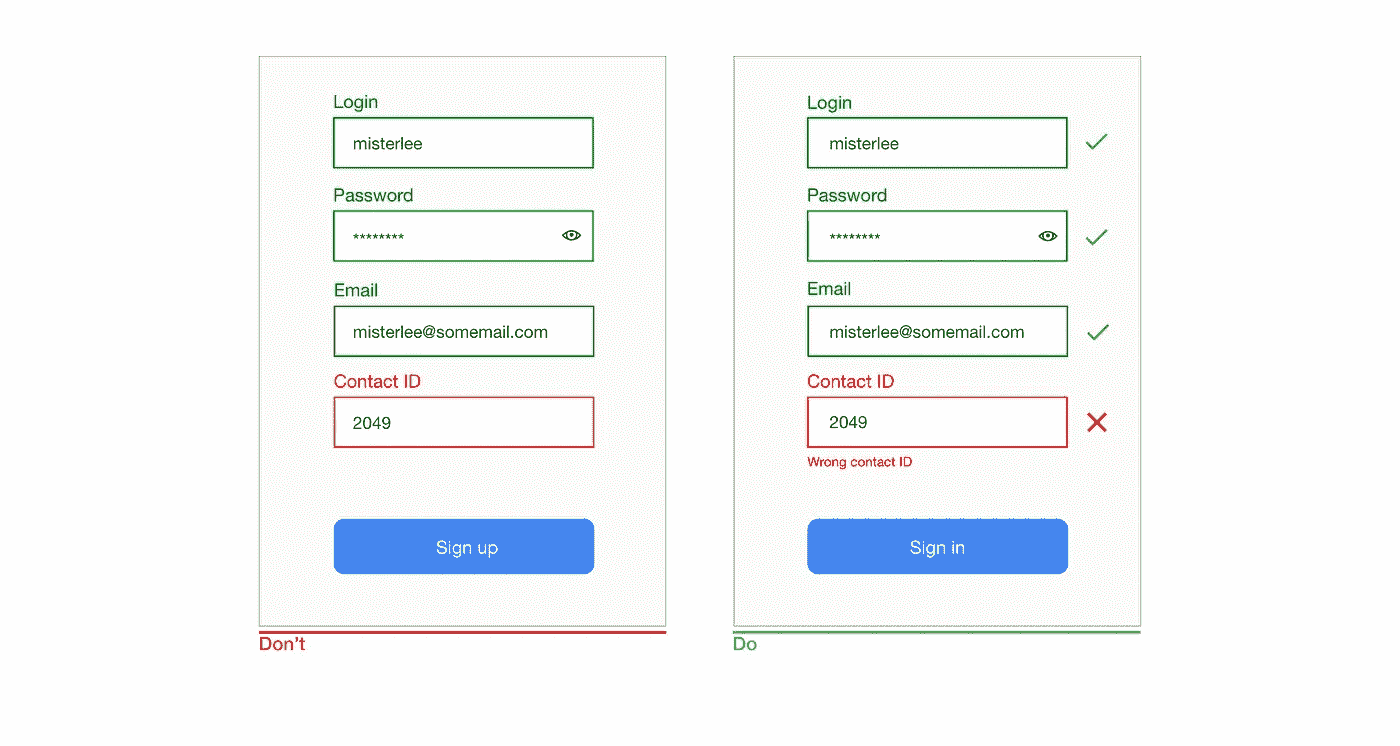 Login
misterlee
Password
********
Email
misterlee@somemail.com
Contact ID
2049
Sign up
Don't
Login
misterlee
Password
********
Email
misterlee@somemail.com
Contact ID
2049
Wrong contact ID
Sign in
Do